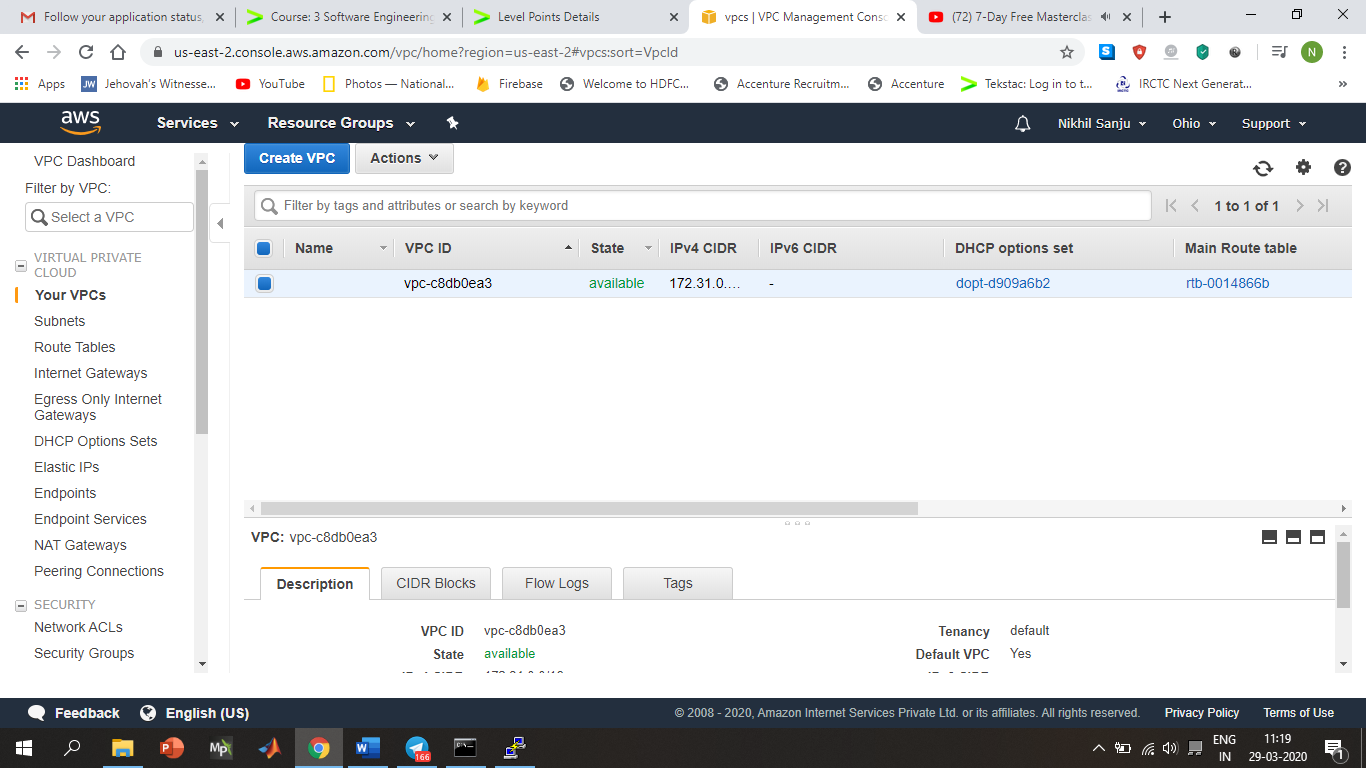 Follow your application status,
Course: 3 Software Engineering
Level Points Details
vpcs | VPC Management Conso
(72) 7-Day Free Masterclas
us-east-2.console.aws.amazon.com/vpc/home?region=us-east-2#vpcs:sort=VpcId
N
Apps
JW Jehovah's Witnesse...
YouTube
Photos — National...
Firebase
Welcome to HDFC...
Accenture Recruitm...
Accenture
Tekstac: Log in to t...
IRCTC Next Generat...
»
aws
Services
Resource Groups
Nikhil Sanju
Ohio
Support
VPC Dashboard
Filter by VPC:
Select a VPC
VIRTUAL PRIVATE
CLOUD
Your VPCs
Subnets
Route Tables
Internet Gateways
Egress Only Internet
Gateways
DHCP Options Sets
Elastic IPs
Endpoints
Endpoint Services
NAT Gateways
Peering Connections
SECURITY
Network ACLs
Security Groups
Create VPC
Actions
Filter by tags and attributes or search by keyword
1 to 1 of 1
Name VPC ID State IPv4 CIDR IPv6 CIDR DHCP options set Main Route table
vpc-c8db0ea3 available 172.31.0.... - dopt-d909a6b2 rtb-0014866b
VPC: vpc-c8db0ea3
Description
CIDR Blocks
Flow Logs
Tags
VPC ID vpc-c8db0ea3
Tenancy default
State available
Default VPC Yes
Feedback
English (US)
© 2008 - 2020, Amazon Internet Services Private Ltd. or its affiliates. All rights reserved.
Privacy Policy
Terms of Use
166
ENG
IN
11:19
29-03-2020
1